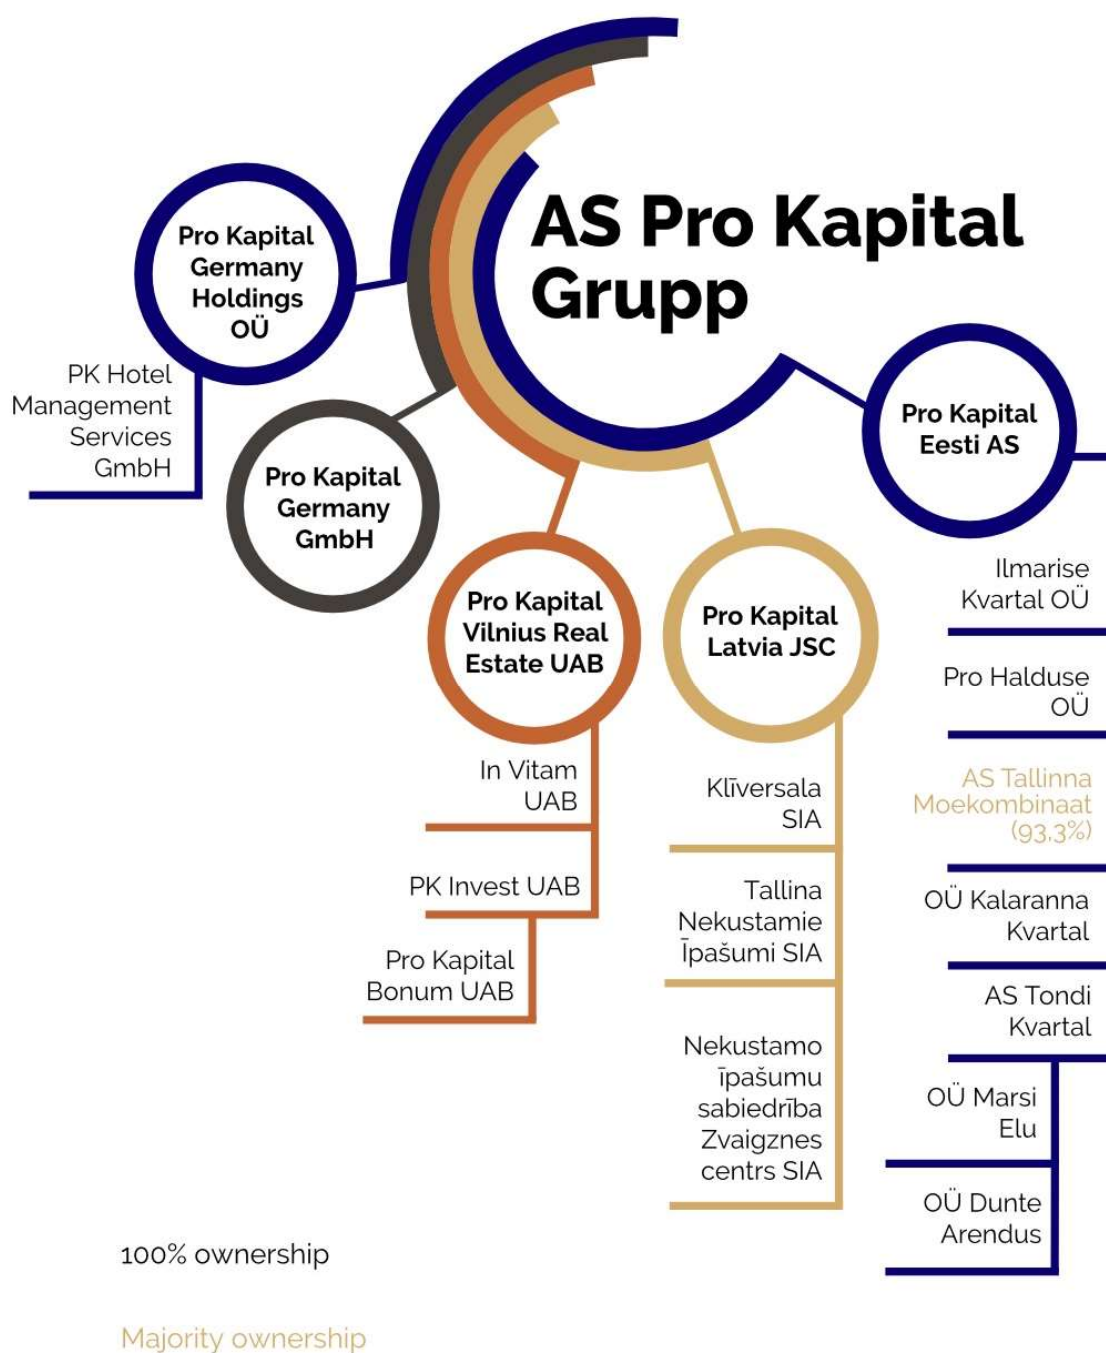 AS Pro Kapital
Grupp
Pro Kapital
Germany
Holdings
OÜ
PK Hotel
Management
Services
GmbH
Pro Kapital
Germany
GmbH
Pro Kapital
Vilnius Real
Estate UAB
In Vitam
UAB
PK Invest UAB
Pro Kapital
Bonum UAB
Pro Kapital
Latvia JSC
Klīversala
SIA
Tallina
Nekustamie
Īpašumi SIA
Nekustamo
īpašumu
sabiedrība
Zvaigznes
centrs SIA
Pro Kapital
Eesti AS
Ilmarise
Kvartal OÜ
Pro Halduse
OÜ
AS Tallinna
Moekombinaat
(93,3%)
OÜ Kalaranna
Kvartal
AS Tondi
Kvartal
OÜ Marsi
Elu
OÜ Dunte
Arendus
100% ownership
Majority ownership